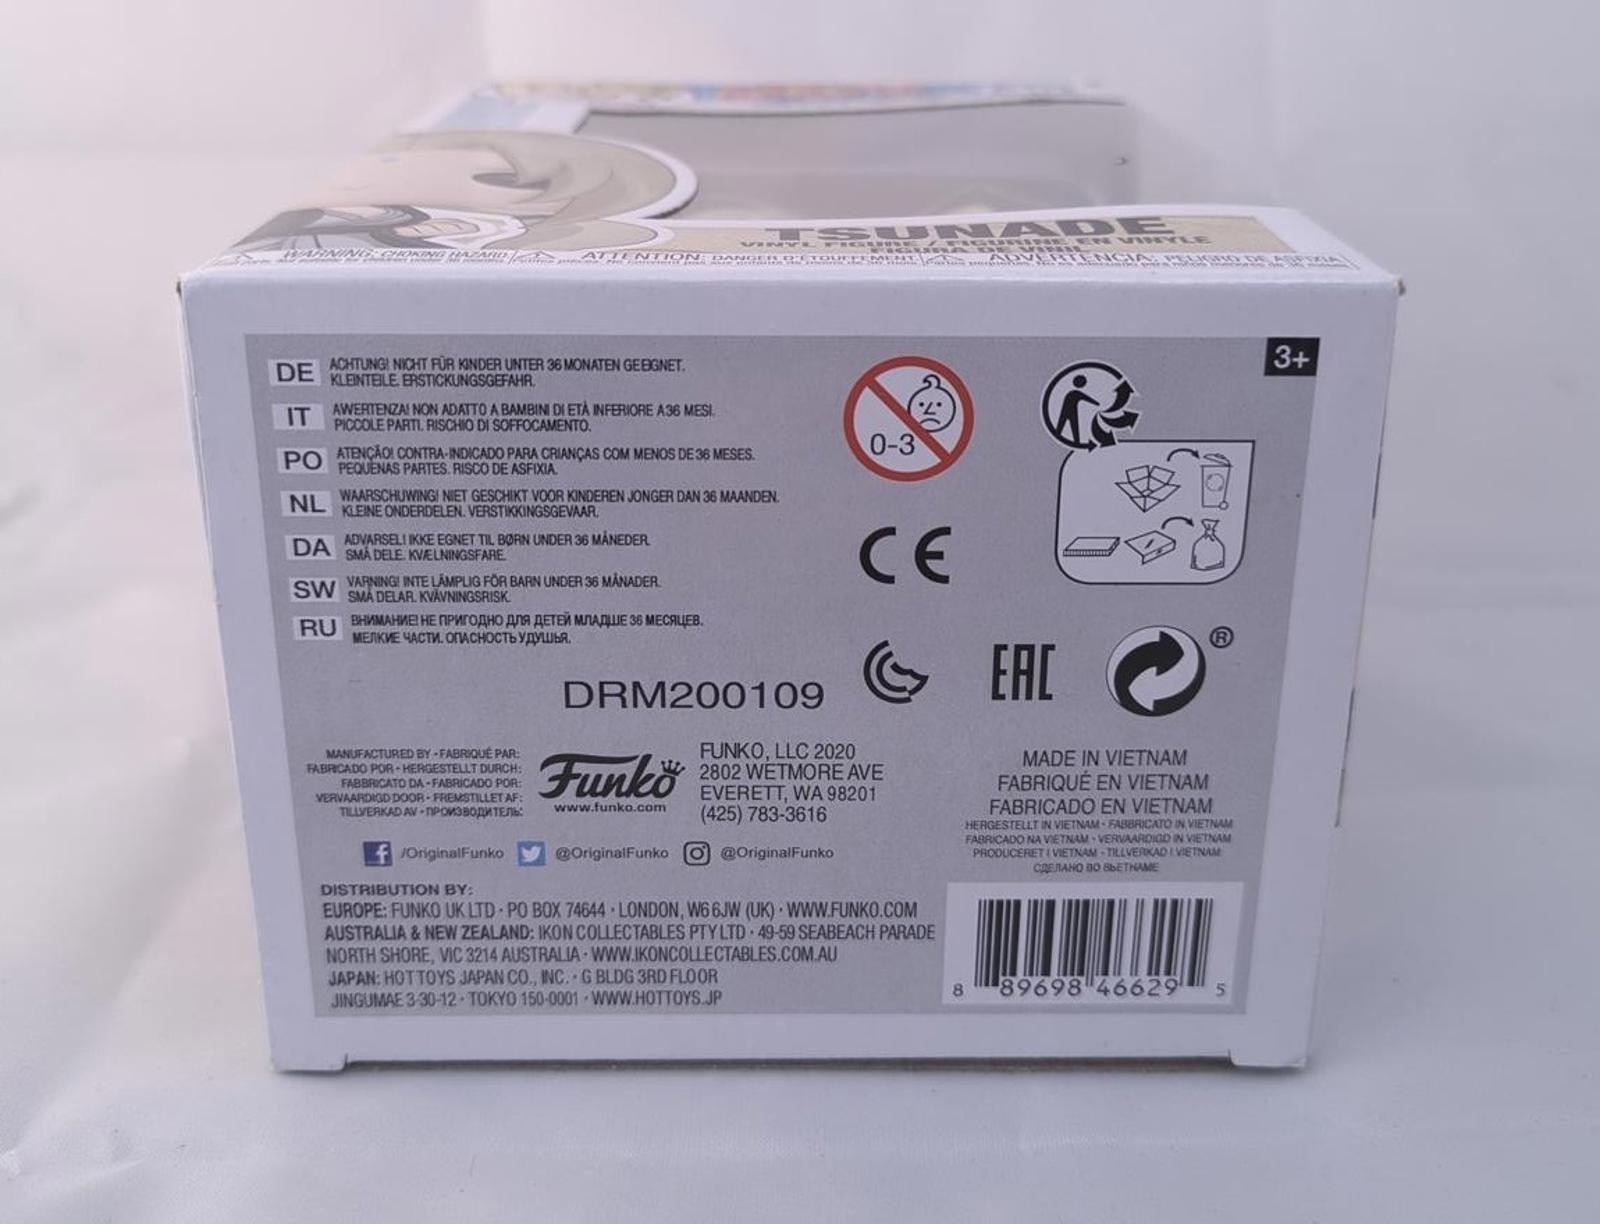 TSUNADE
VINYL FIGURE / FIGURINE EN VINYLE
FIGURA DE VINIL
WARNING: CHOKING HAZARD
ATTENTION: DANGER D'ÉTOUFFEMENT
ADVERTENCIA: PELIGRO DE ASFIXIA
3+
DE ACHTUNG! NICHT FÜR KINDER UNTER 36 MONATEN GEEIGNET.
KLEINTEILE. ERSTICKUNGSGEFAHR.
IT AWERTENZA! NON ADATTO A BAMBINI DI ETÀ INFERIORE A 36 MESI.
PICCOLE PARTI. RISCHIO DI SOFFOCAMENTO.
PO ATENÇÃO! CONTRA-INDICADO PARA CRIANÇAS COM MENOS DE 36 MESES.
PEQUENAS PARTES. RISCO DE ASFIXIA.
NL WAARSCHUWING! NIET GESCHIKT VOOR KINDEREN JONGER DAN 36 MAANDEN.
KLEINE ONDERDELEN. VERSTIKKINGSGEVAAR.
DA ADVARSEL! IKKE EGNET TIL BØRN UNDER 36 MÅNEDER.
SMÅ DELE. KVÆLNINGSFARE.
SW VARNING! INTE LÄMPLIG FÖR BARN UNDER 36 MÅNADER.
SMÅ DELAR. KVÄVNINGSRISK.
RU ВНИМАНИЕ! НЕ ПРИГОДНО ДЛЯ ДЕТЕЙ МЛАДШЕ 36 МЕСЯЦЕВ.
МЕЛКИЕ ЧАСТИ. ОПАСНОСТЬ УДУШЬЯ.
0-3
CE
EAC
®
DRM200109
MANUFACTURED BY • FABRIQUÉ PAR:
FABRICADO POR • HERGESTELLT DURCH:
FABBRICATO DA • FABRICADO POR:
VERVAARDIGD DOOR • FREMSTILLET AF:
TILLVERKAD AV • ПРОИЗВОДИТЕЛЬ:
Funko
www.funko.com
FUNKO, LLC 2020
2802 WETMORE AVE
EVERETT, WA 98201
(425) 783-3616
MADE IN VIETNAM
FABRIQUÉ EN VIETNAM
FABRICADO EN VIETNAM
HERGESTELLT IN VIETNAM • FABBRICATO IN VIETNAM
FABRICADO NA VIETNAM • VERVAARDIGD IN VIETNAM
PRODUCERET I VIETNAM • TILLVERKAD I VIETNAM
СДЕЛАНО ВО ВЬЕТНАМЕ
/OriginalFunko @OriginalFunko @OriginalFunko
DISTRIBUTION BY:
EUROPE: FUNKO UK LTD • PO BOX 74644 • LONDON, W6 6JW (UK) • WWW.FUNKO.COM
AUSTRALIA & NEW ZEALAND: IKON COLLECTABLES PTY LTD • 49-59 SEABEACH PARADE
NORTH SHORE, VIC 3214 AUSTRALIA • WWW.IKONCOLLECTABLES.COM.AU
JAPAN: HOT TOYS JAPAN CO., INC. • G BLDG 3RD FLOOR
JINGUMAE 3-30-12 • TOKYO 150-0001 • WWW.HOTTOYS.JP
8 89698 46629 5